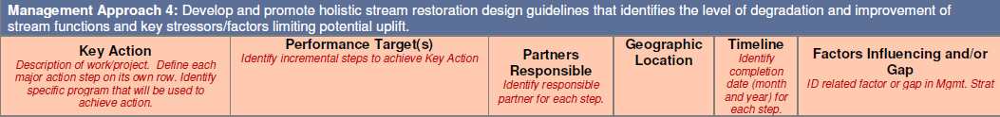 Management Approach 4: Develop and promote holistic stream restoration design guidelines that identifies the level of degradation and improvement of
stream functions and key stressors/factors limiting potential uplift.
Key Action
Description of work/project. Define each
major action step on its own row. Identify
specific program that will be used to
achieve action.
Performance Target(s)
Identify incremental steps to achieve Key Action
Partners
Responsible
Identify responsible
partner for each step.
Geographic
Location
Timeline
Identify
completion
date (month
and year) for
each step.
Factors Influencing and/or
Gap
ID related factor or gap in Mgmt. Strat